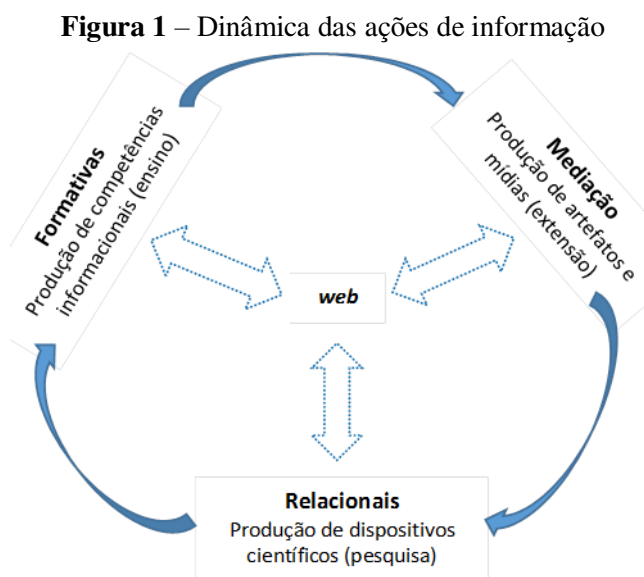 Figura 1 – Dinâmica das ações de informação
Formativas
Produção de competências
informacionais (ensino)
Mediação
Produção de artefatos e
mídias (extensão)
web
Relacionais
Produção de dispositivos
científicos (pesquisa)